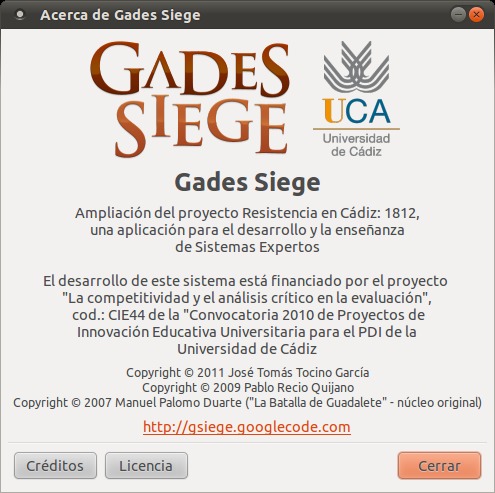 Acerca de Gades Siege
GADES
SIEGE
UCA
Universidad
de Cádiz
Gades Siege
Ampliación del proyecto Resistencia en Cádiz: 1812,
una aplicación para el desarrollo y la enseñanza
de Sistemas Expertos
El desarrollo de este sistema está financiado por el proyecto
"La competitividad y el análisis crítico en la evaluación",
cod.: CIE44 de la "Convocatoria 2010 de Proyectos de
Innovación Educativa Universitaria para el PDI de la
Universidad de Cádiz
Copyright © 2011 José Tomás Tocino García
Copyright © 2009 Pablo Recio Quijano
Copyright © 2007 Manuel Palomo Duarte ("La Batalla de Guadalete" - núcleo original)
http://gsiege.googlecode.com
Créditos
Licencia
Cerrar